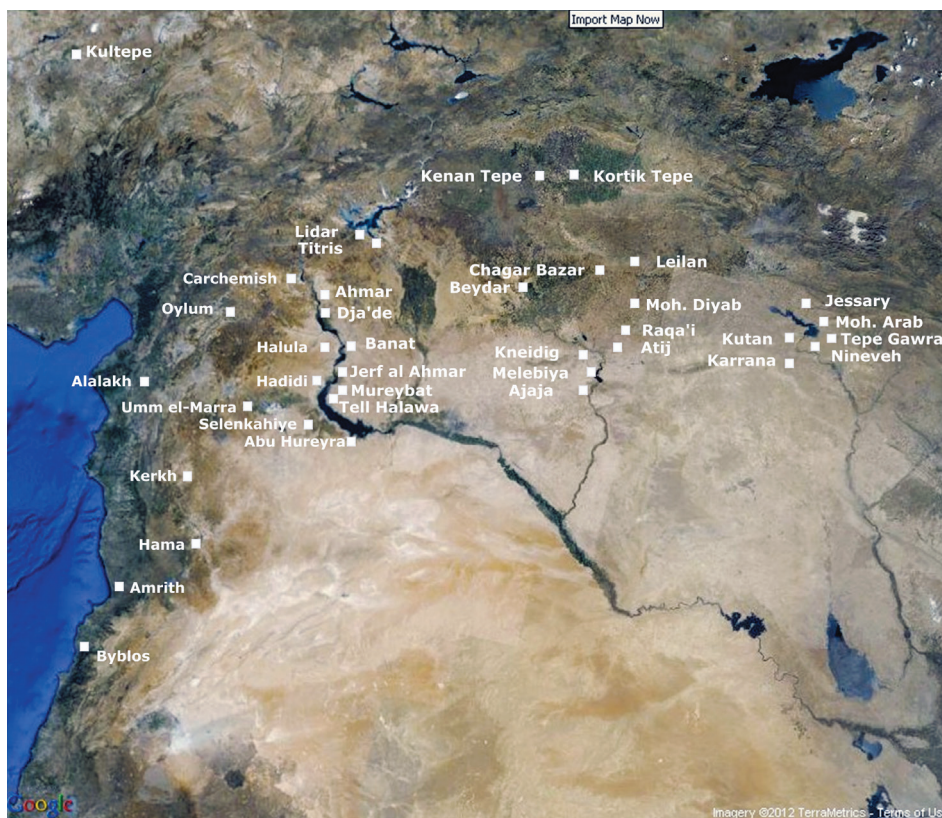 Import Map Now
Kultepe
Kenan Tepe
Kortik Tepe
Lidar
Titris
Leilan
Chagar Bazar
Carchemish
Beydar
Ahmar
Jessary
Oylum
Dja'de
Moh. Diyab
Moh. Arab
Raqa'i
Kutan
Tepe Gawra
Halula
Banat
Kneidig
Atij
Nineveh
Karrana
Alalakh
Hadidi
Jerf al Ahmar
Melebiya
Mureybat
Ajaja
Umm el-Marra
Tell Halawa
Selenkahiye
Abu Hureyra
Kerkh
Hama
Amrith
Byblos
Google
Imagery ©2012 TerraMetrics - Terms of Us